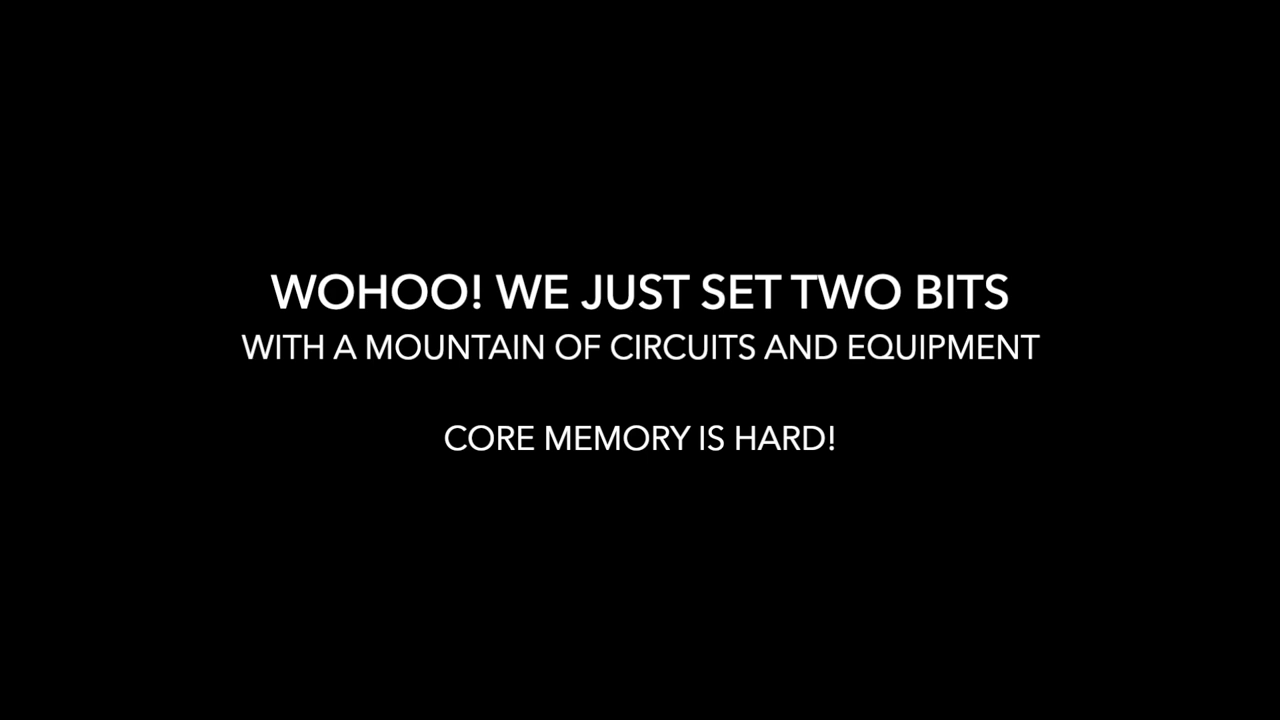 WOHOO! WE JUST SET TWO BITS
WITH A MOUNTAIN OF CIRCUITS AND EQUIPMENT
CORE MEMORY IS HARD!